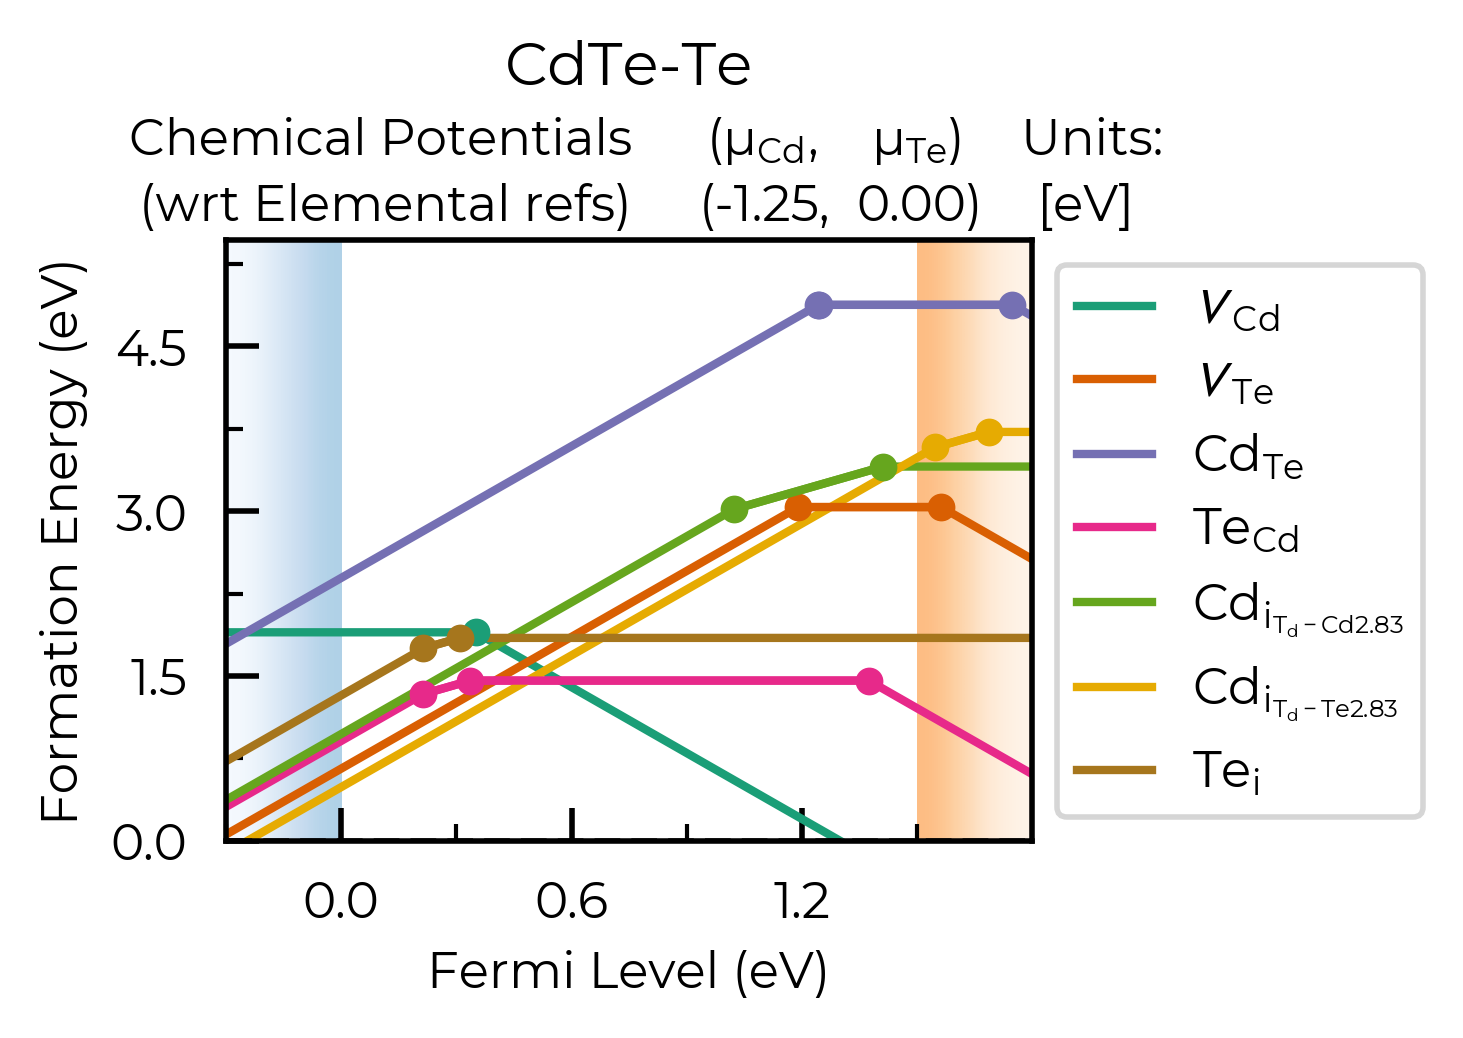 CdTe-Te
Chemical Potentials (μCd, μTe) Units:
(wrt Elemental refs) (-1.25, 0.00) [eV]
Formation Energy (eV)
4.5
3.0
1.5
0.0
0.0 0.6 1.2
Fermi Level (eV)
VCd
VTe
CdTe
TeCd
CdiTd-Cd2.83
CdiTd-Te2.83
Tei